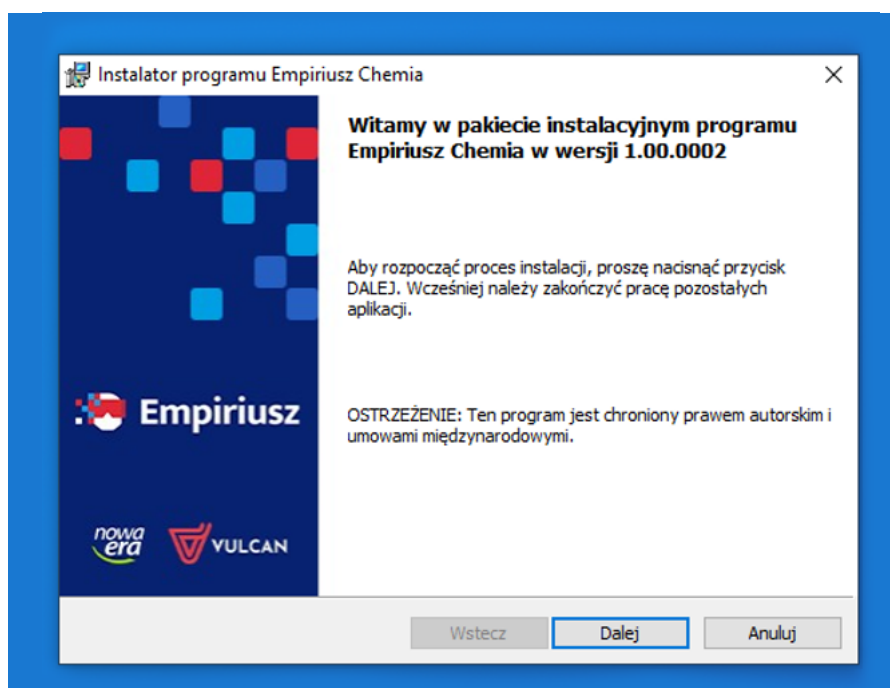 Instalator programu Empiriusz Chemia
Witamy w pakiecie instalacyjnym programu
Empiriusz Chemia w wersji 1.00.0002
Aby rozpocząć proces instalacji, proszę nacisnąć przycisk
DALEJ. Wcześniej należy zakończyć pracę pozostałych
aplikacji.
Empiriusz
OSTRZEŻENIE: Ten program jest chroniony prawem autorskim i
umowami międzynarodowymi.
nowa
era
VULCAN
Wstecz
Dalej
Anuluj